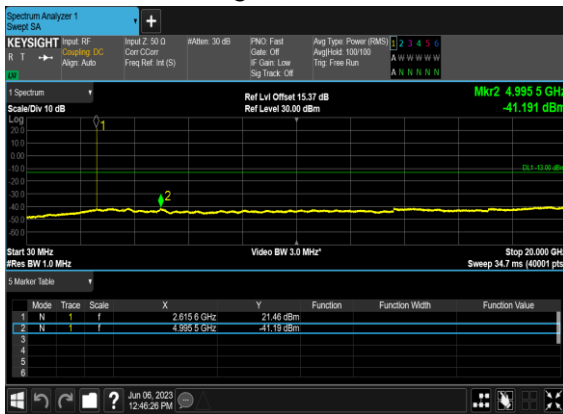 Spectrum Analyzer 1
Swept SA
+
KEYSIGHT Input: RF Input Z: 50 Ω #Atten: 30 dB PNO: Fast Avg Type: Power (RMS) 1 2 3 4 5 6
R T Coupling: DC Corr CCorr Gate: Off Avg|Hold: 100/100 A W W W W W
Align: Auto Freq Ref: Int (S) IF Gain: Low Trig: Free Run
Sig Track: Off A N N N N N
1 Spectrum Ref Lvl Offset 15.37 dB Mkr2 4.995 5 GHz
Scale/Div 10 dB Ref Level 30.00 dBm -41.191 dBm
Log
20.0
10.0
0.00
-10.0
DL1 -13.00 dBm
-20.0
-30.0
-40.0
-50.0
-60.0
1
2
Start 30 MHz Video BW 3.0 MHz* Stop 20.000 GHz
#Res BW 1.0 MHz Sweep 34.7 ms (40001 pts)
5 Marker Table
Mode Trace Scale X Y Function Function Width Function Value
1 N 1 f 2.615 6 GHz 21.46 dBm
2 N 1 f 4.995 5 GHz -41.19 dBm
3
4
5
6
? Jun 06, 2023
12:46:26 PM